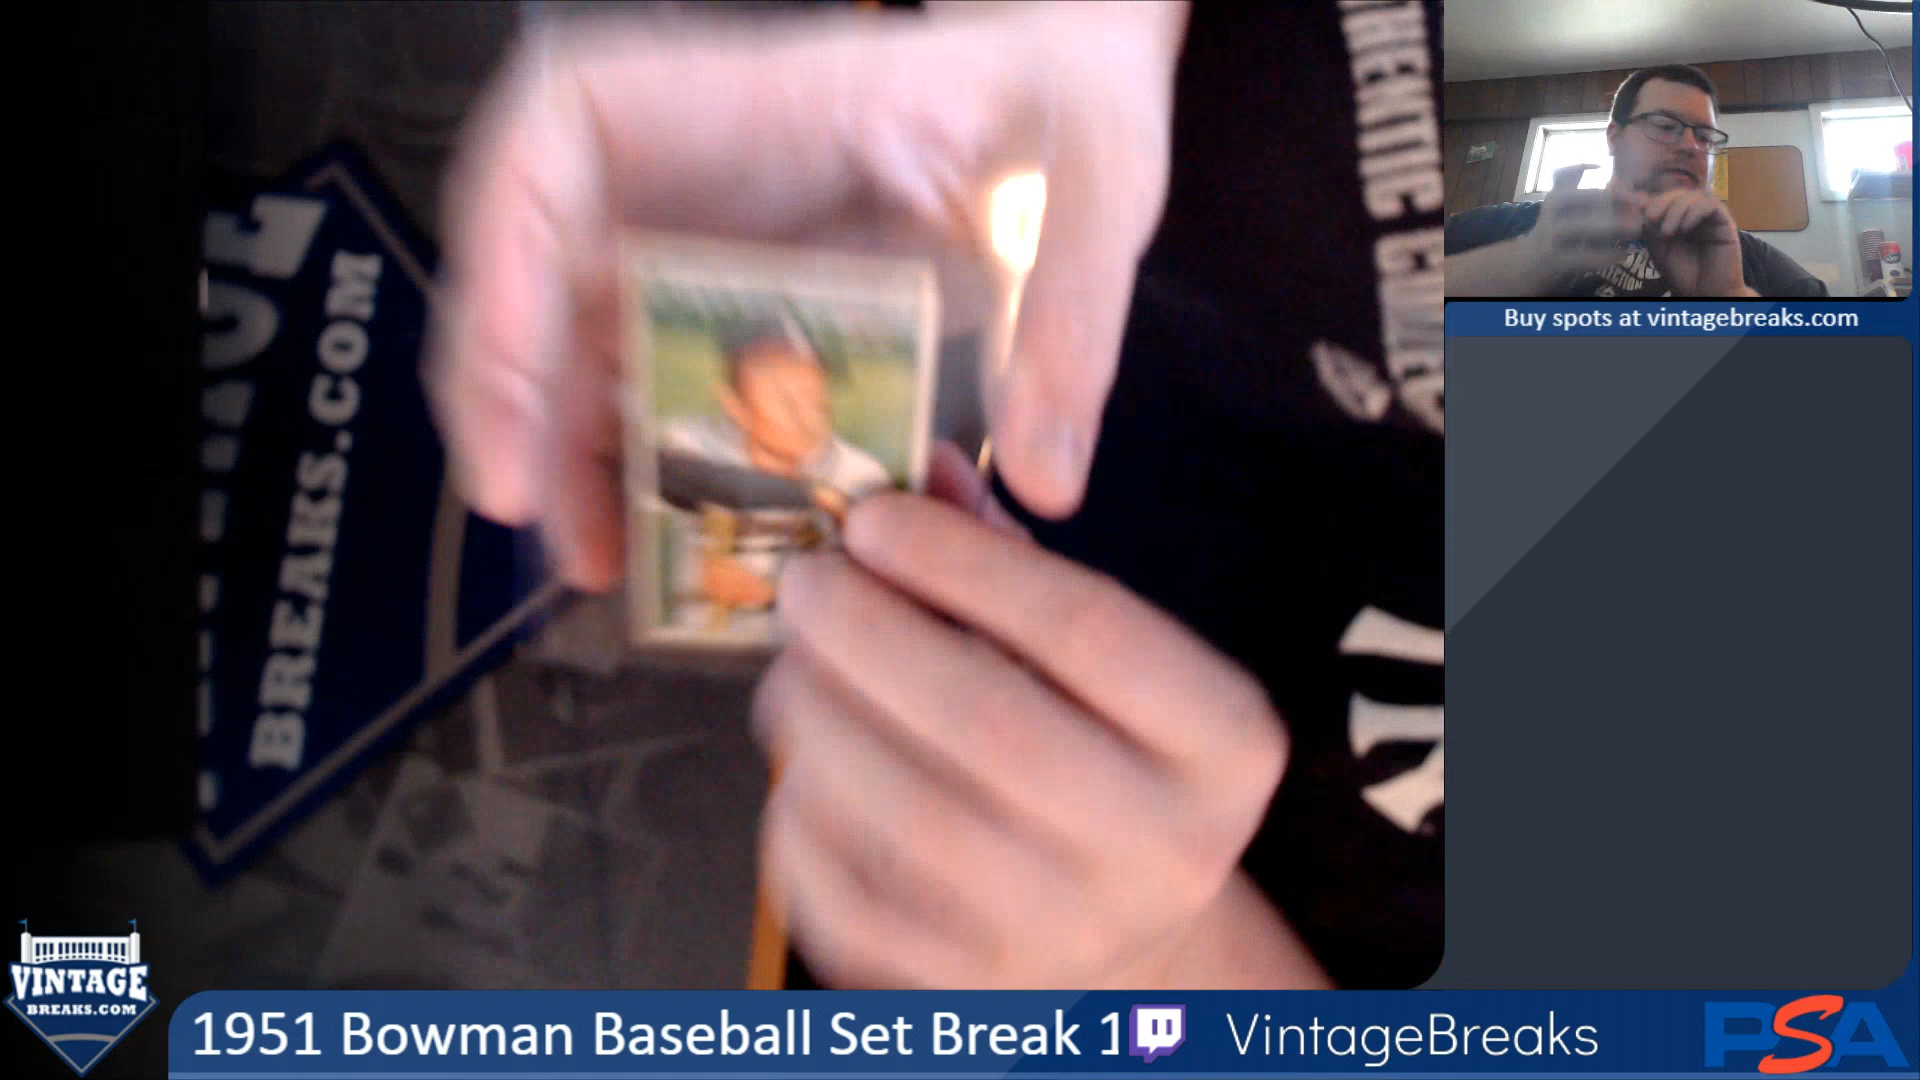 BREAKS.COM
Buy spots at vintagebreaks.com
VINTAGE
BREAKS.COM
1951 Bowman Baseball Set Break 1
VintageBreaks
PSA